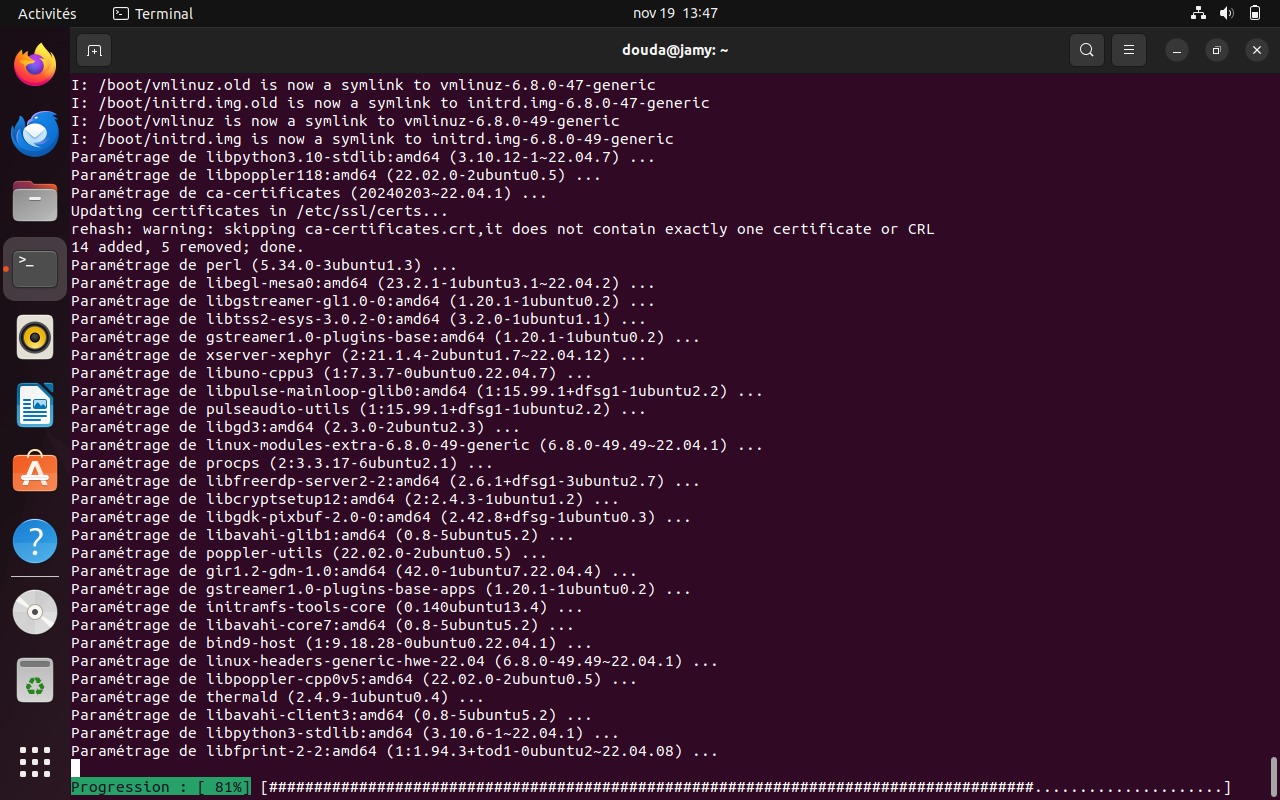 Activités
Terminal
nov 19 13:47
douda@jamy: ~
I: /boot/vmlinuz.old is now a symlink to vmlinuz-6.8.0-47-generic
I: /boot/initrd.img.old is now a symlink to initrd.img-6.8.0-47-generic
I: /boot/vmlinuz is now a symlink to vmlinuz-6.8.0-49-generic
I: /boot/initrd.img is now a symlink to initrd.img-6.8.0-49-generic
Paramétrage de libpython3.10-stdlib:amd64 (3.10.12-1~22.04.7) ...
Paramétrage de libpoppler118:amd64 (22.02.0-2ubuntu0.5) ...
Paramétrage de ca-certificates (20240203~22.04.1) ...
Updating certificates in /etc/ssl/certs...
rehash: warning: skipping ca-certificates.crt,it does not contain exactly one certificate or CRL
14 added, 5 removed; done.
Paramétrage de perl (5.34.0-3ubuntu1.3) ...
Paramétrage de libegl-mesa0:amd64 (23.2.1-1ubuntu3.1~22.04.2) ...
Paramétrage de libgstreamer-gl1.0-0:amd64 (1.20.1-1ubuntu0.2) ...
Paramétrage de libtss2-esys-3.0.2-0:amd64 (3.2.0-1ubuntu1.1) ...
Paramétrage de gstreamer1.0-plugins-base:amd64 (1.20.1-1ubuntu0.2) ...
Paramétrage de xserver-xephyr (2:21.1.4-2ubuntu1.7~22.04.12) ...
Paramétrage de libuno-cppu3 (1:7.3.7-0ubuntu0.22.04.7) ...
Paramétrage de libpulse-mainloop-glib0:amd64 (1:15.99.1+dfsg1-1ubuntu2.2) ...
Paramétrage de pulseaudio-utils (1:15.99.1+dfsg1-1ubuntu2.2) ...
Paramétrage de libgd3:amd64 (2.3.0-2ubuntu2.3) ...
Paramétrage de linux-modules-extra-6.8.0-49-generic (6.8.0-49.49~22.04.1) ...
Paramétrage de procps (2:3.3.17-6ubuntu2.1) ...
Paramétrage de libfreerdp-server2-2:amd64 (2.6.1+dfsg1-3ubuntu2.7) ...
Paramétrage de libcryptsetup12:amd64 (2:2.4.3-1ubuntu1.2) ...
Paramétrage de libgdk-pixbuf-2.0-0:amd64 (2.42.8+dfsg-1ubuntu0.3) ...
Paramétrage de libavahi-glib1:amd64 (0.8-5ubuntu5.2) ...
Paramétrage de poppler-utils (22.02.0-2ubuntu0.5) ...
Paramétrage de gir1.2-gdm-1.0:amd64 (42.0-1ubuntu7.22.04.4) ...
Paramétrage de gstreamer1.0-plugins-base-apps (1.20.1-1ubuntu0.2) ...
Paramétrage de initramfs-tools-core (0.140ubuntu13.4) ...
Paramétrage de libavahi-core7:amd64 (0.8-5ubuntu5.2) ...
Paramétrage de bind9-host (1:9.18.28-0ubuntu0.22.04.1) ...
Paramétrage de linux-headers-generic-hwe-22.04 (6.8.0-49.49~22.04.1) ...
Paramétrage de libpoppler-cpp0v5:amd64 (22.02.0-2ubuntu0.5) ...
Paramétrage de thermald (2.4.9-1ubuntu0.4) ...
Paramétrage de libavahi-client3:amd64 (0.8-5ubuntu5.2) ...
Paramétrage de libpython3-stdlib:amd64 (3.10.6-1~22.04.1) ...
Paramétrage de libfprint-2-2:amd64 (1:1.94.3+tod1-0ubuntu2~22.04.08) ...
Progression : [ 81%] [#####################################################################################.....................]